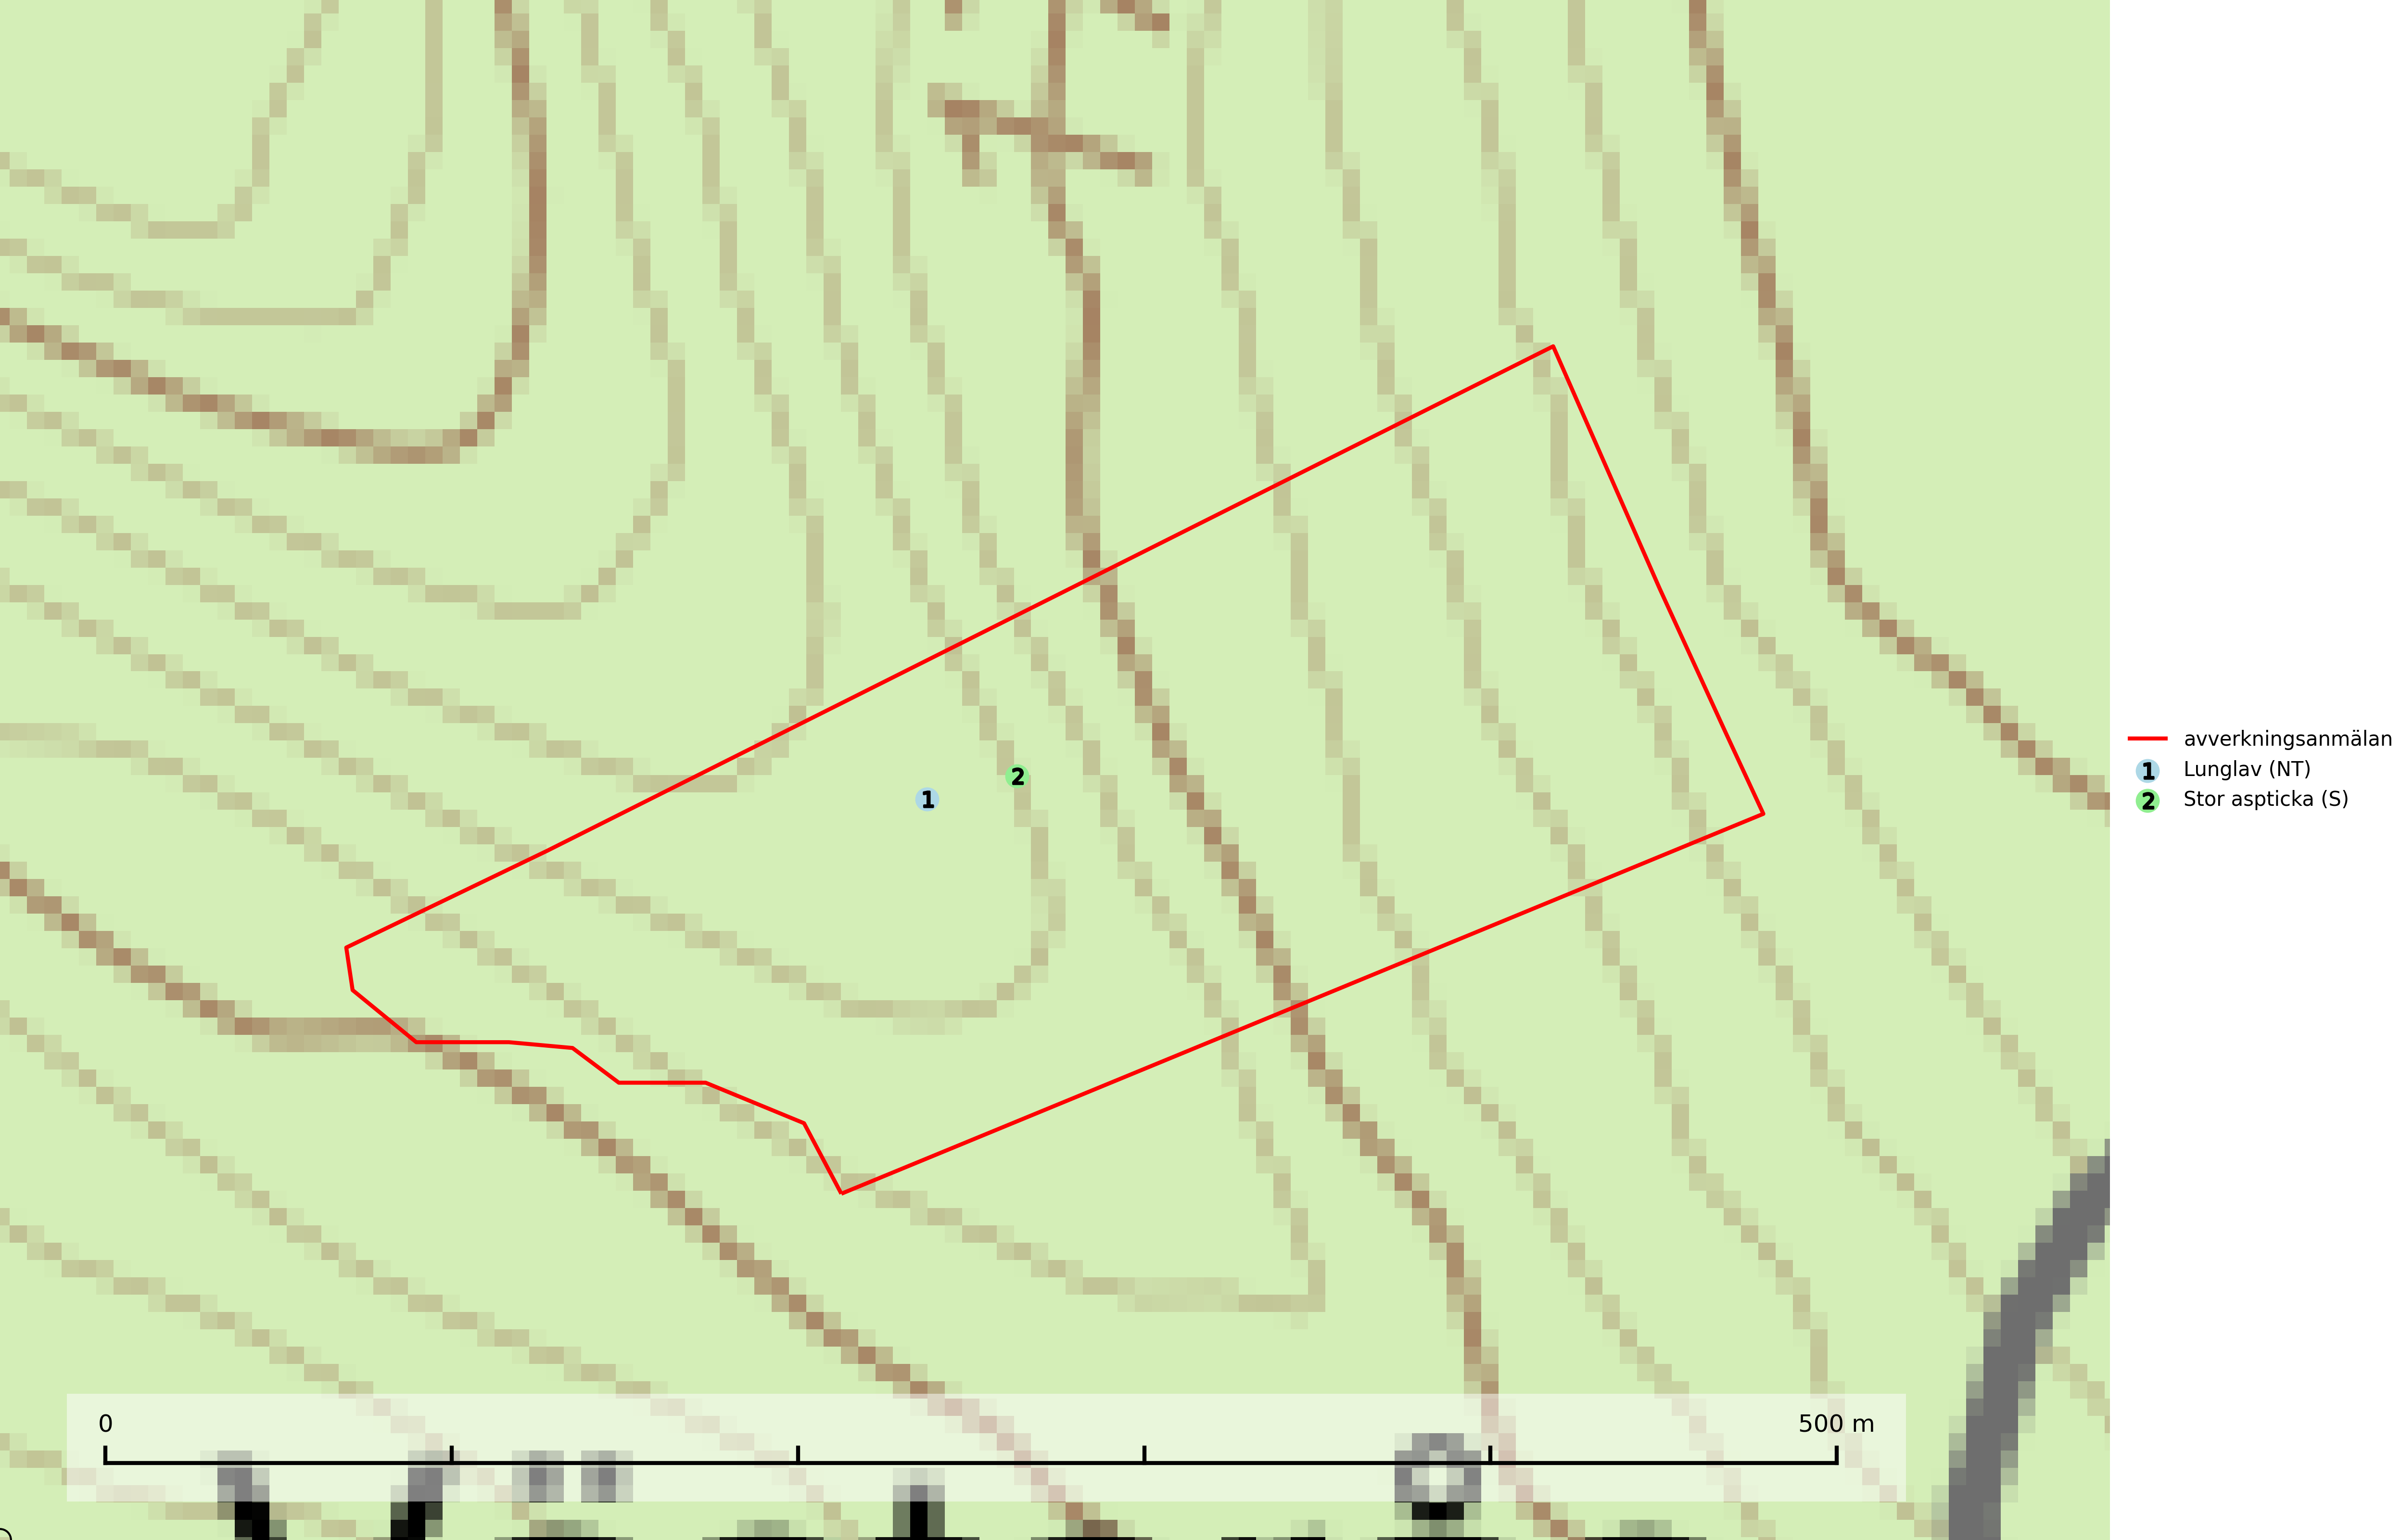 2
1
avverkningsanmälan
1 Lunglav (NT)
2 Stor aspticka (S)
0 500 m